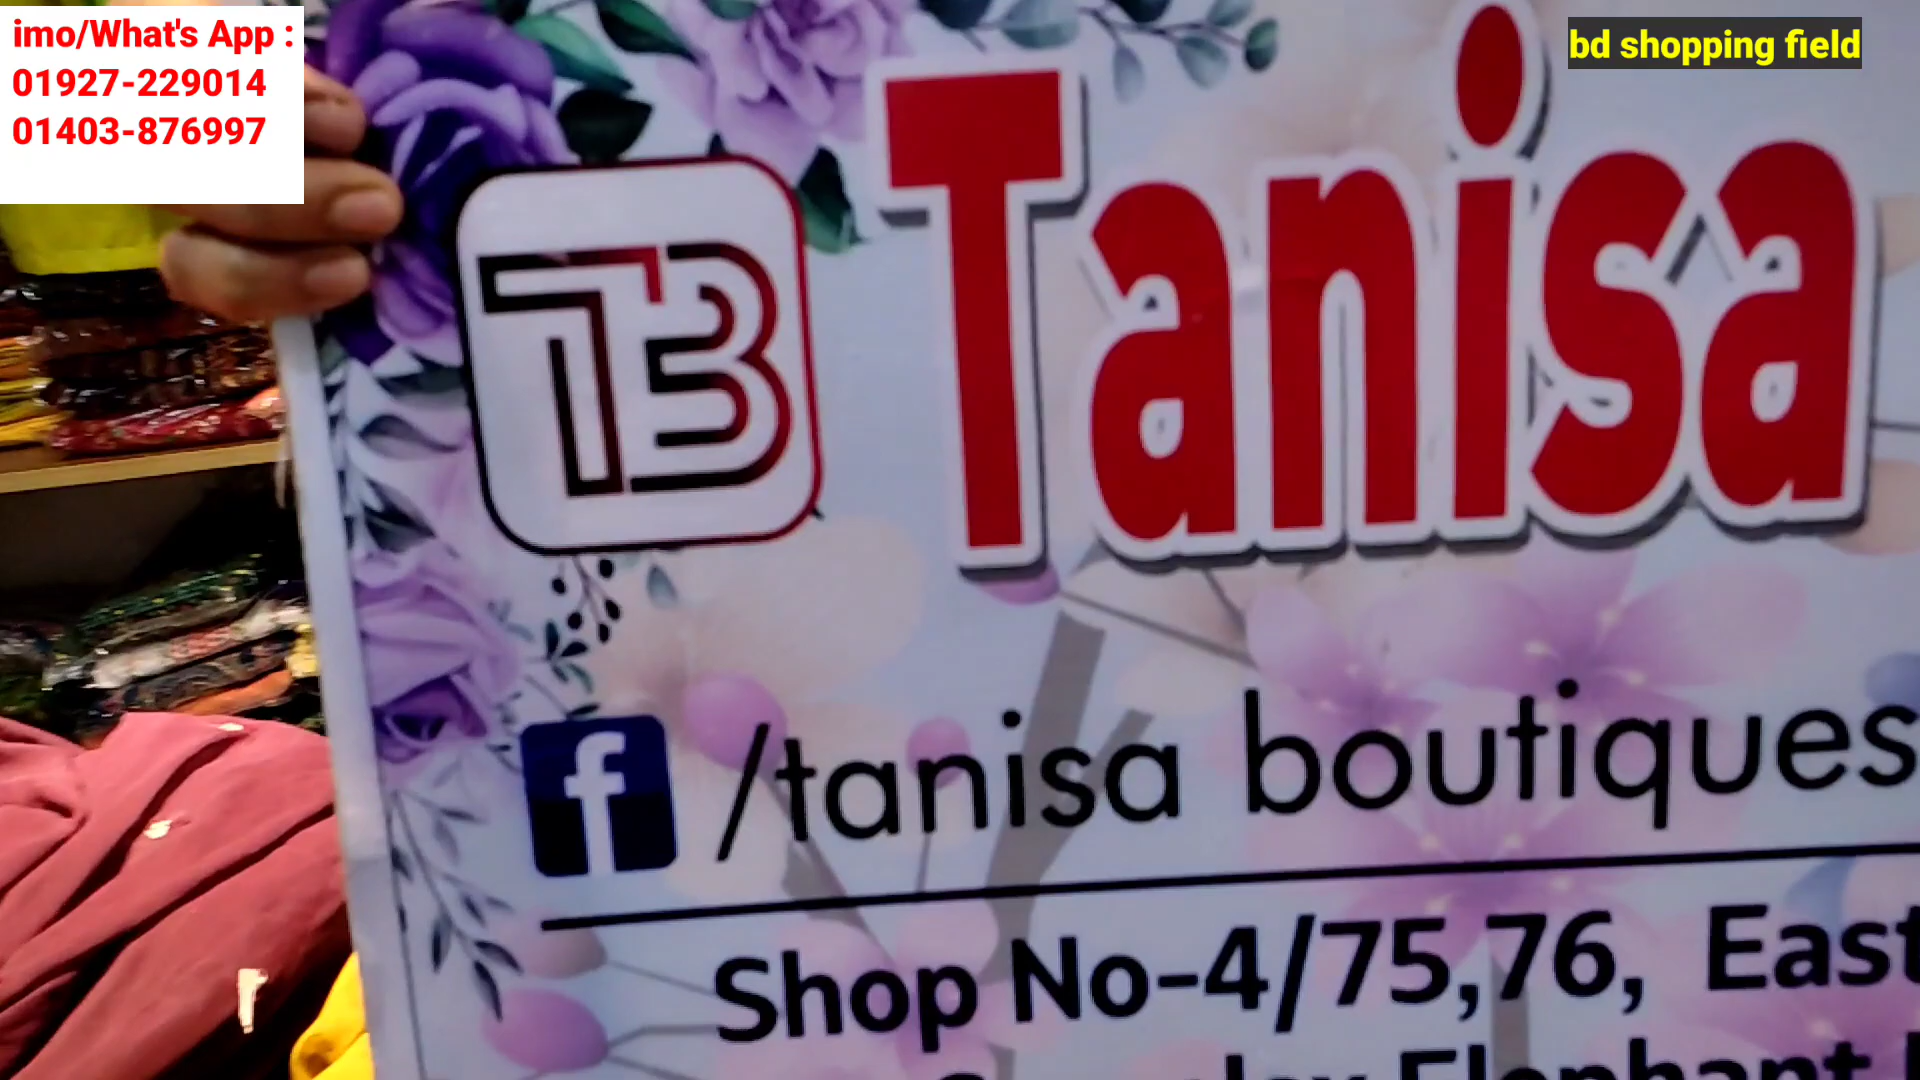 imo/What's App :
01927-229014
01403-876997
bd shopping field
TB
Tanisa
/tanisa boutiques
Shop No-4/75,76, East
Elephant